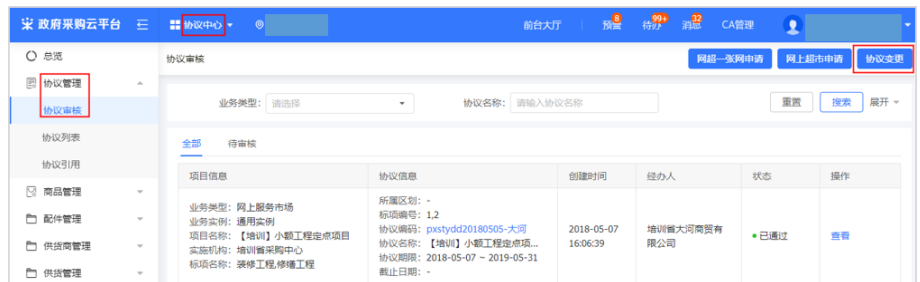 政府采购云平台
协议中心
前台大厅
预警
8
待办
99+
消息
32
CA管理
总览
协议管理
协议审核
协议列表
协议引用
商品管理
配件管理
供货商管理
供货管理
协议审核
网超一张网申请
网上超市申请
协议变更
业务类型： 请选择
协议名称： 请输入协议名称
重置
搜索
展开
全部
待审核
项目信息
协议信息
创建时间
经办人
状态
操作
业务类型： 网上服务市场
业务实例： 通用实例
项目名称： 【培训】小额工程定点项目
实施机构： 培训省采购中心
标项名称： 装修工程,修缮工程
所属区划： -
标项编号： 1,2
协议编码： pxstydd20180505-大河
协议名称： 【培训】小额工程定点项...
协议期限： 2018-05-07 ~ 2019-05-31
截止日期： -
2018-05-07
16:06:39
培训省大河商贸有
限公司
已通过
查看